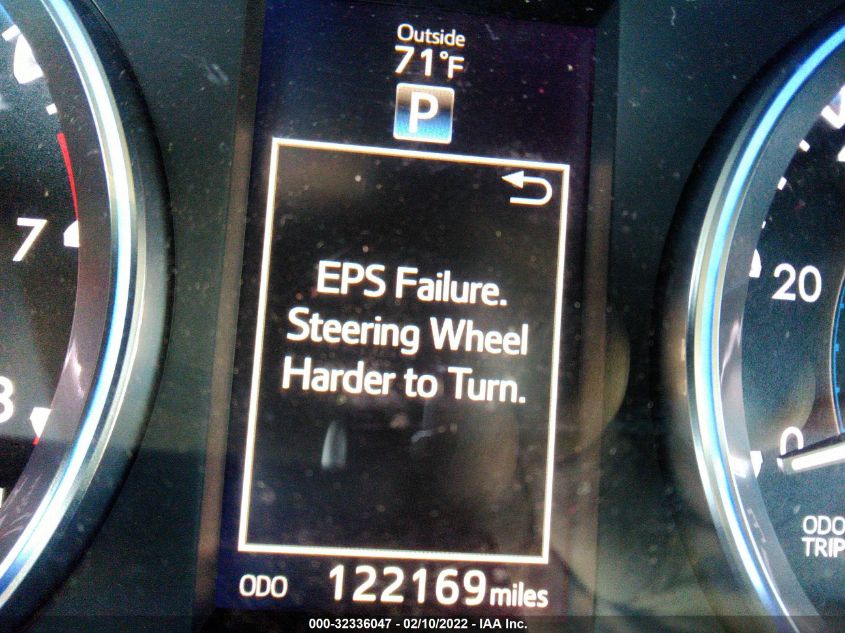 Outside
71°F
P
EPS Failure.
Steering Wheel
Harder to Turn.
ODO 122169 miles
7
8
20
0
ODO
TRIP
000-32336047 - 02/10/2022 - IAA Inc.